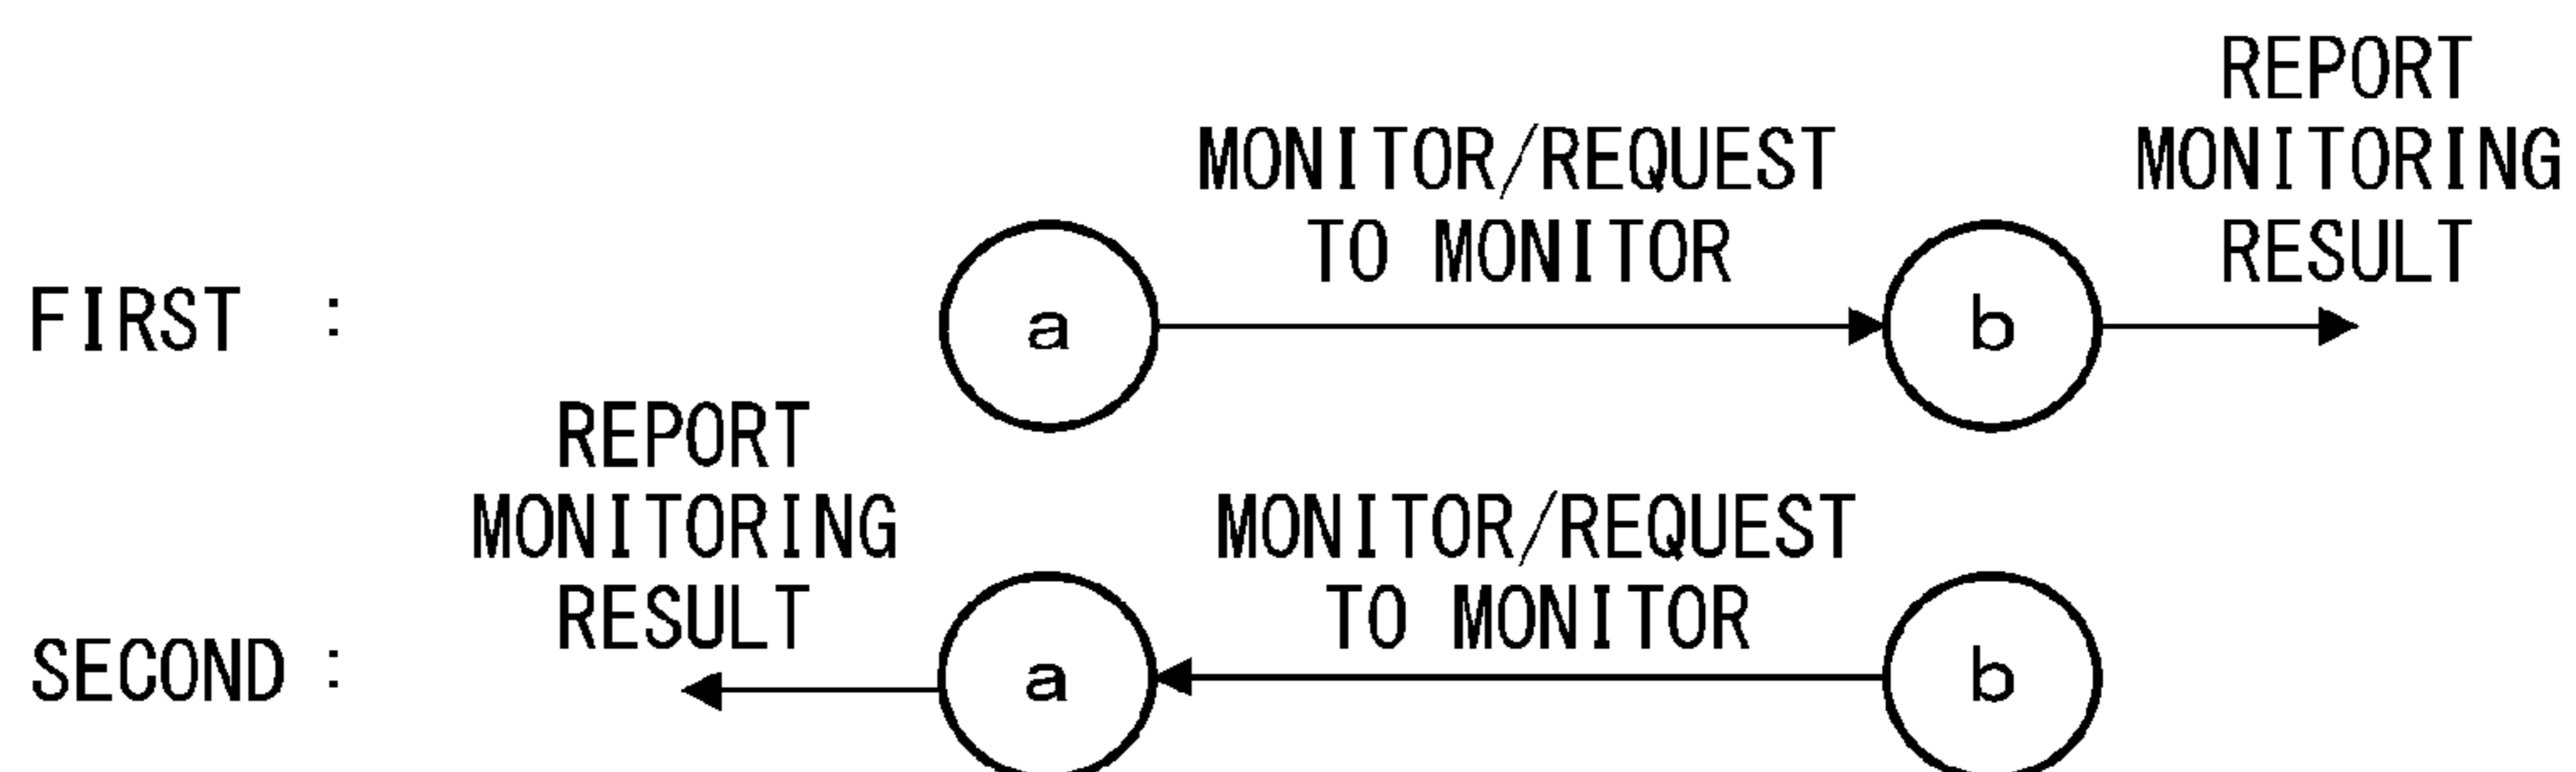 REPORT
MONITORING
RESULT
MONITOR/REQUEST
TO MONITOR
FIRST :
a
b
REPORT
MONITORING
RESULT
MONITOR/REQUEST
TO MONITOR
SECOND :
a
b